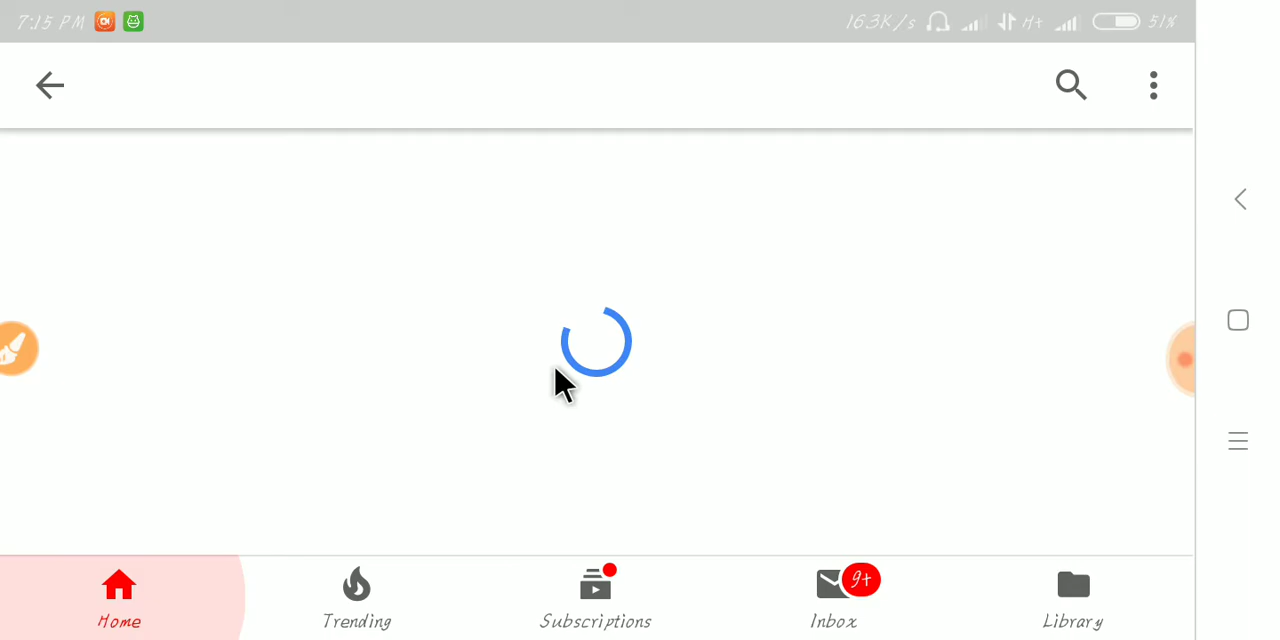 7:15 PM 163K/s H+ 51%
Home Trending Subscriptions 9+ Inbox Library